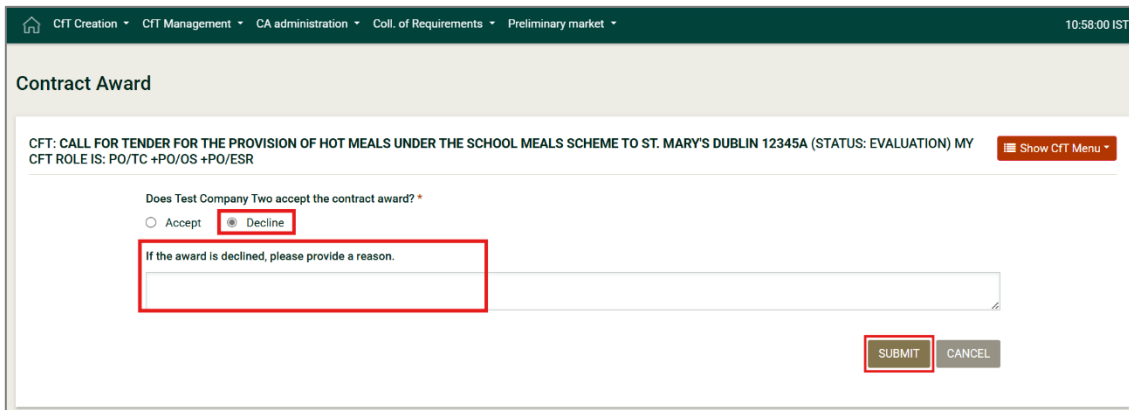 CfT Creation CfT Management CA administration Coll. of Requirements Preliminary market 10:58:00 IST
Contract Award
CFT: CALL FOR TENDER FOR THE PROVISION OF HOT MEALS UNDER THE SCHOOL MEALS SCHEME TO ST. MARY'S DUBLIN 12345A (STATUS: EVALUATION) MY
CFT ROLE IS: PO/TC +PO/OS +PO/ESR
Show CfT Menu
Does Test Company Two accept the contract award? *
Accept Decline
If the award is declined, please provide a reason.
SUBMIT CANCEL